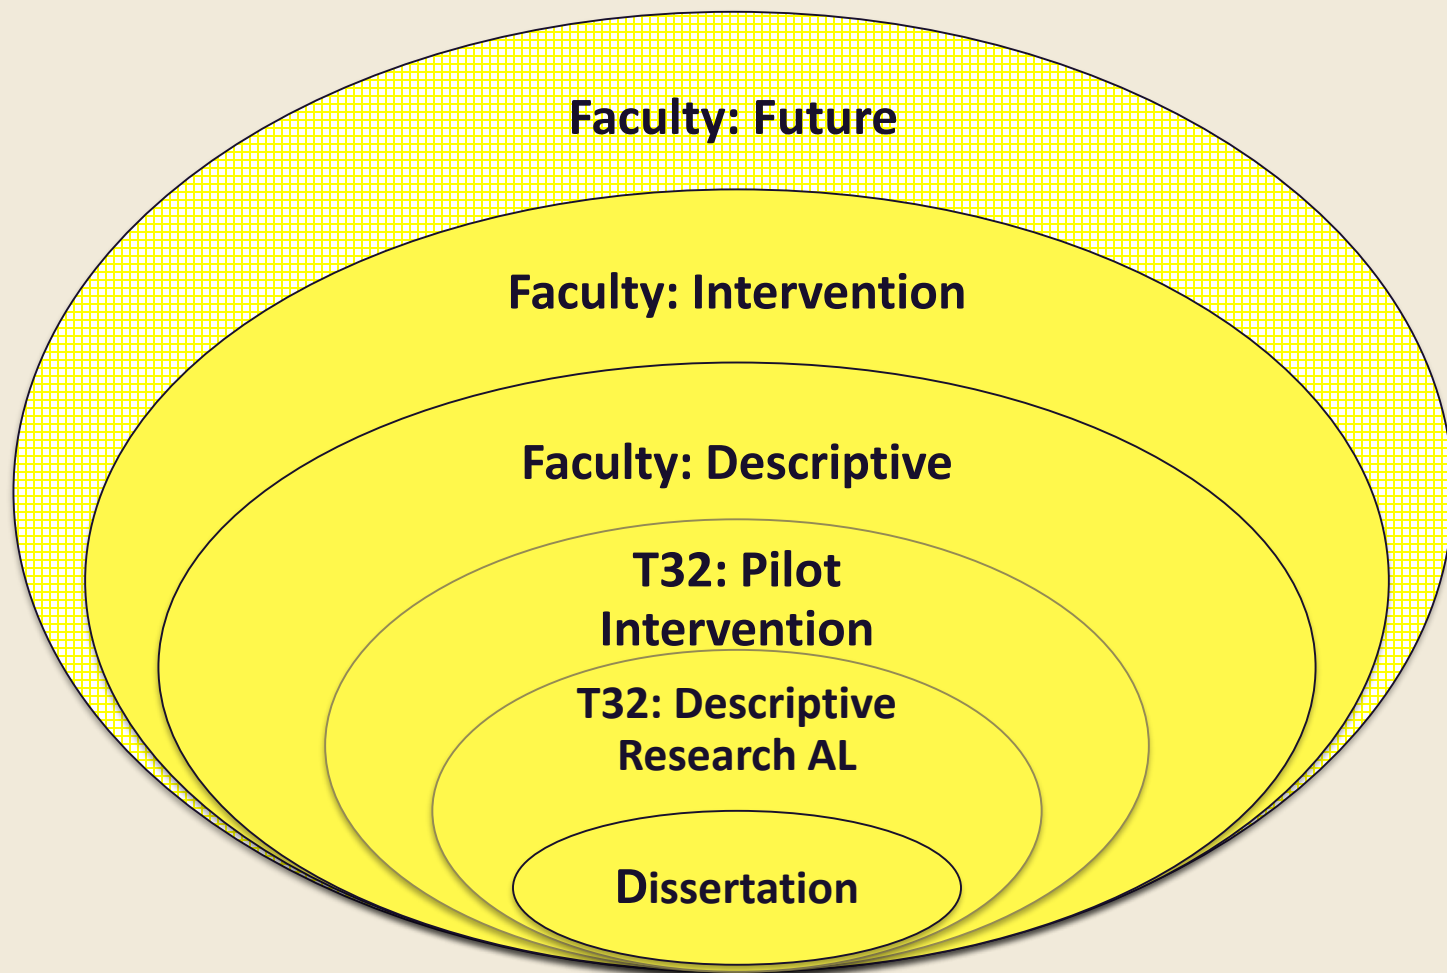 Faculty: Future
Faculty: Intervention
Faculty: Descriptive
T32: Pilot
Intervention
T32: Descriptive
Research AL
Dissertation